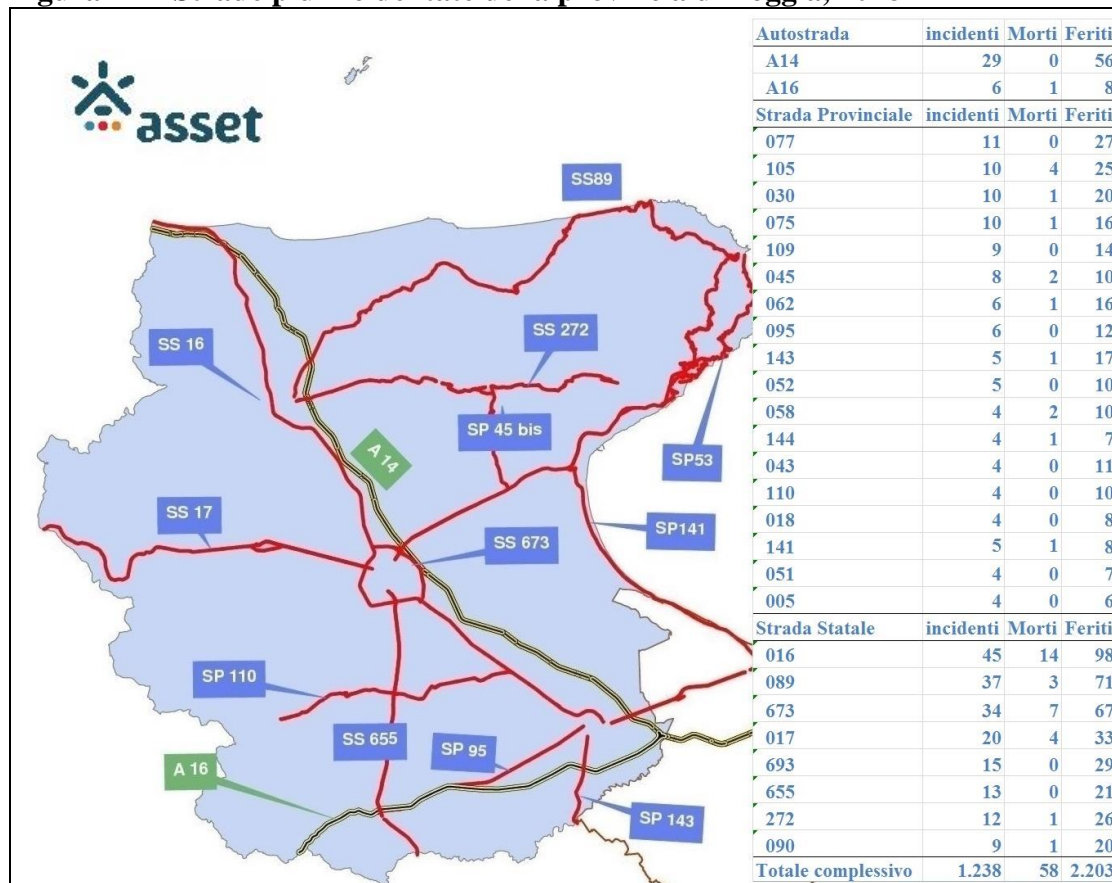 Figura Strade più incidentate della provincia di Foggia,
asset
SS89
SS 272
SS 16
SP 45 bis
SP53
A 14
SS 17
SS 673
SP141
SP 110
SS 655
SP 95
A 16
SP 143
Autostrada incidenti Morti Feriti
A14 29 0 56
A16 6 1 8
Strada Provinciale incidenti Morti Feriti
077 11 0 27
105 10 4 25
030 10 1 20
075 10 1 16
109 9 0 14
045 8 2 10
062 6 1 16
095 6 0 12
143 5 1 17
052 5 0 10
058 4 2 10
144 4 1 7
043 4 0 11
110 4 0 10
018 4 0 8
141 5 1 8
051 4 0 7
005 4 0 6
Strada Statale incidenti Morti Feriti
016 45 14 98
089 37 3 71
673 34 7 67
017 20 4 33
693 15 0 29
655 13 0 21
272 12 1 26
090 9 1 20
Totale complessivo 1.238 58 2.203